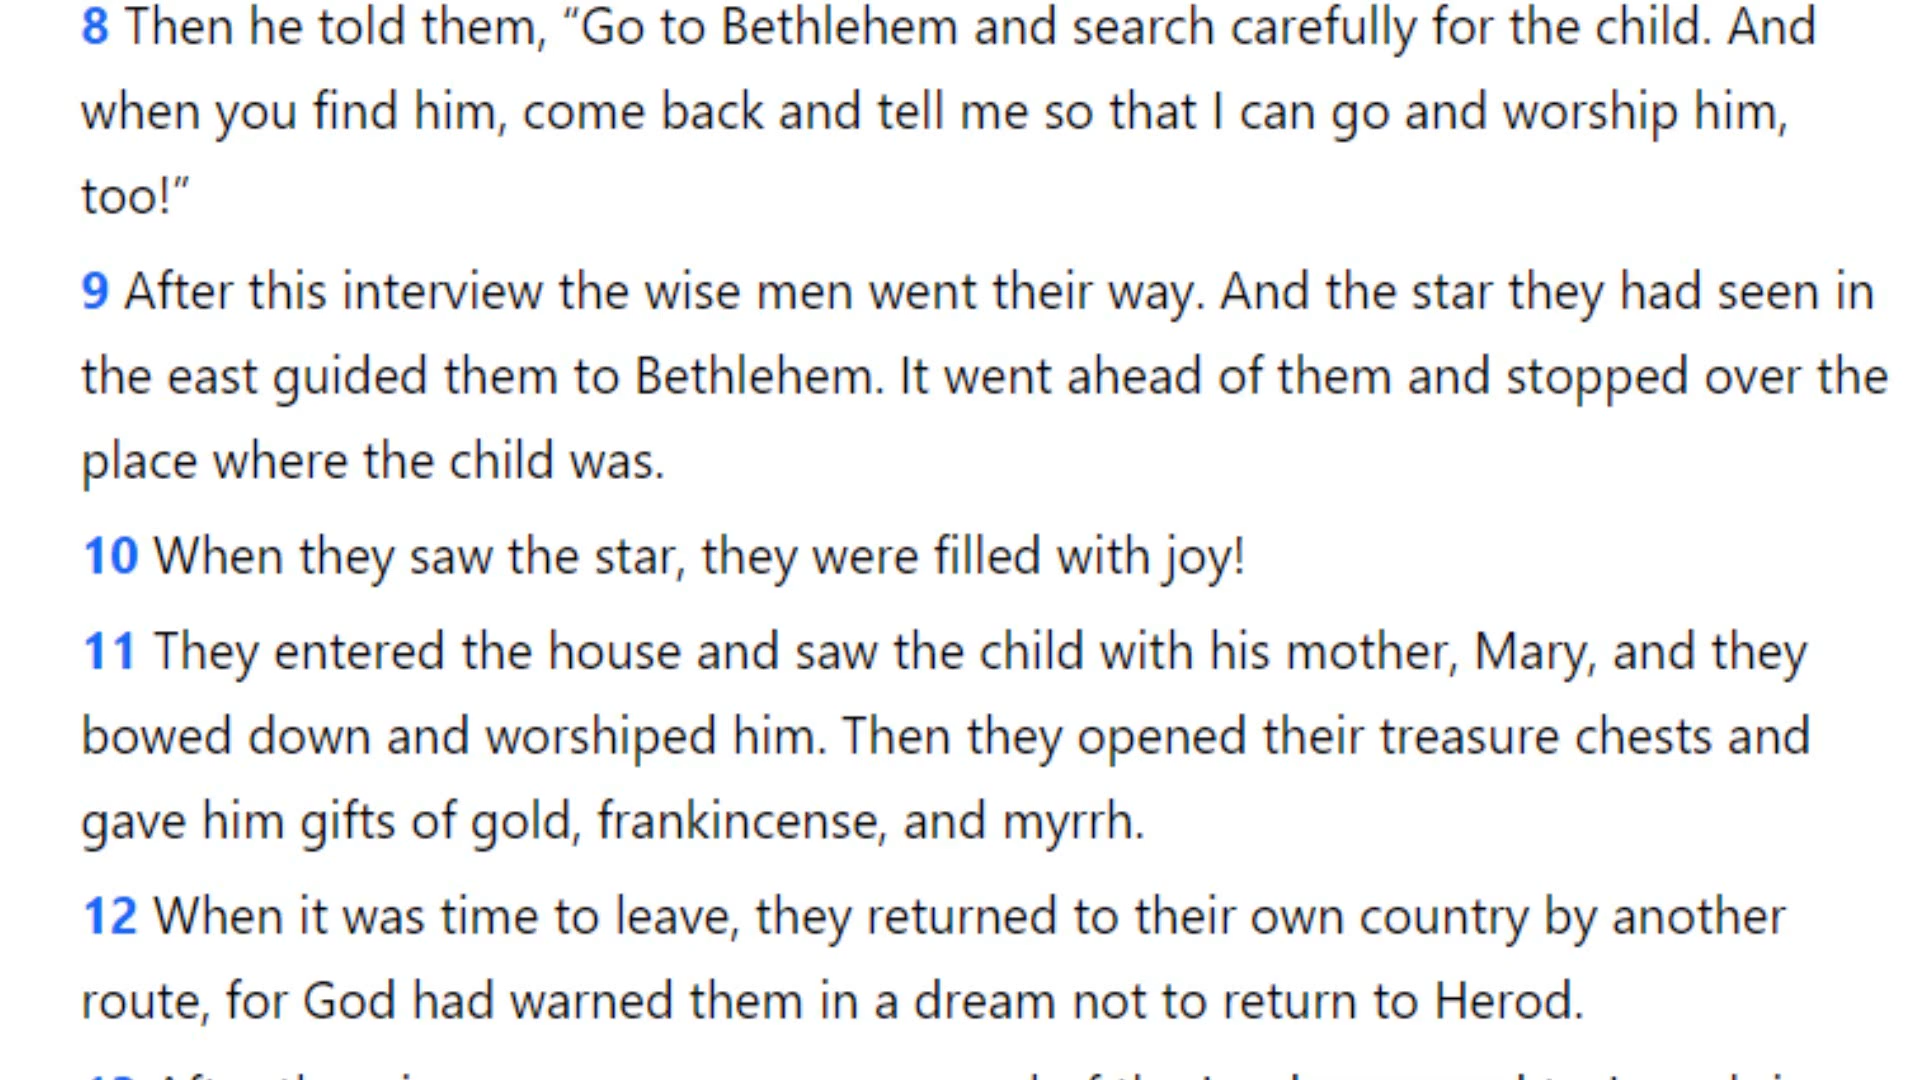 8 Then he told them, “Go to Bethlehem and search carefully for the child. And
when you find him, come back and tell me so that I can go and worship him,
too!”
9 After this interview the wise men went their way. And the star they had seen in
the east guided them to Bethlehem. It went ahead of them and stopped over the
place where the child was.
10 When they saw the star, they were filled with joy!
11 They entered the house and saw the child with his mother, Mary, and they
bowed down and worshiped him. Then they opened their treasure chests and
gave him gifts of gold, frankincense, and myrrh.
12 When it was time to leave, they returned to their own country by another
route, for God had warned them in a dream not to return to Herod.